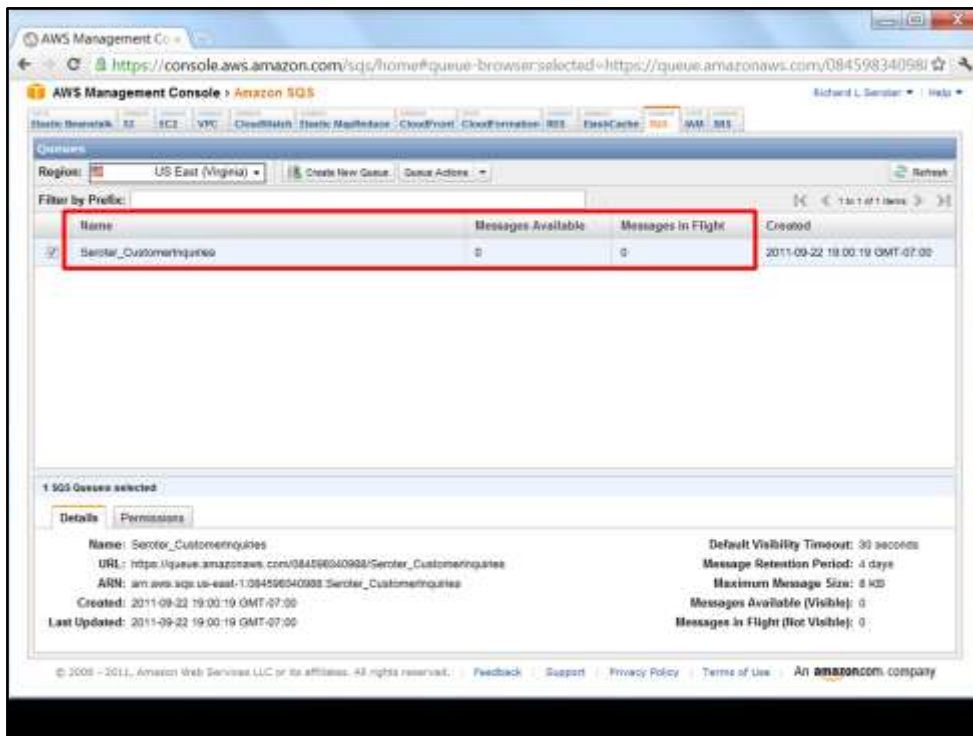 AWS Management Co
https://console.aws.amazon.com/sqs/home#queue-browser:selected=https://queue.amazonaws.com/084598340988/
AWS Management Console > Amazon SQS
Richard L Seroter Help
Elastic Beanstalk S3 EC2 VPC CloudWatch Elastic MapReduce CloudFront CloudFormation RDS ElastiCache SQS IAM SNS
Queues
Region: US East (Virginia) Create New Queue Queue Actions Refresh
Filter by Prefix: 1 to 1 of 1 items
Name Messages Available Messages in Flight Created
Seroter_CustomerInquiries 0 0 2011-09-22 19:00:19 GMT-07:00
1 SQS Queues selected
Details Permissions
Name: Seroter_CustomerInquiries
URL: https://queue.amazonaws.com/084598340988/Seroter_CustomerInquiries
ARN: arn:aws:sqs:us-east-1:084598340988:Seroter_CustomerInquiries
Created: 2011-09-22 19:00:19 GMT-07:00
Last Updated: 2011-09-22 19:00:19 GMT-07:00
Default Visibility Timeout: 30 seconds
Message Retention Period: 4 days
Maximum Message Size: 8 KB
Messages Available (Visible): 0
Messages in Flight (Not Visible): 0
© 2008 - 2011, Amazon Web Services LLC or its affiliates. All rights reserved. Feedback Support Privacy Policy Terms of Use An amazon.com company